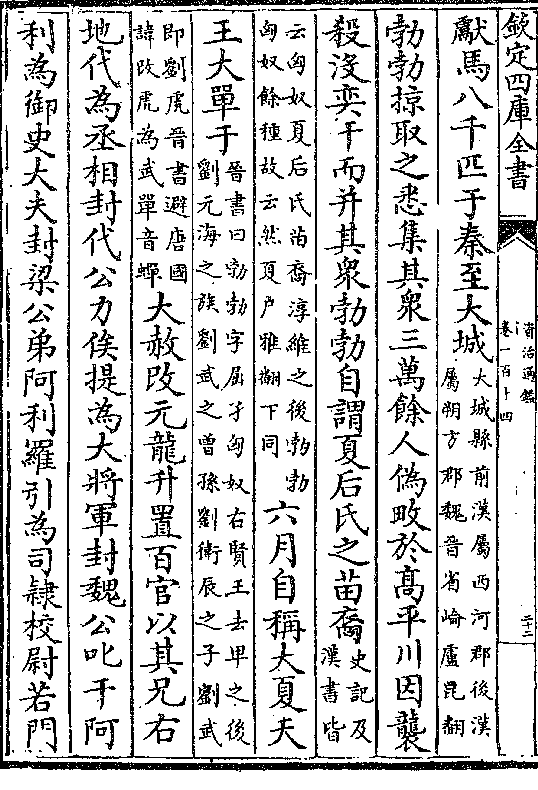 欽定四庫全書
資治通鑑
卷一百十四
獻馬八千匹于秦至大城
大城縣前漢屬西河郡後漢
屬朔方郡魏晉省崎盧毘翻
勃勃掠取之悉集其衆三萬餘人偽畋於髙平川因襲
殺沒奕干而并其衆勃勃自謂夏后氏之苗裔
史記及
漢書皆
云匈奴夏后氏苗裔淳維之後勃勃
匈奴餘種故云然夏户雅翻下同
六月自稱大夏天
王大單于
晉書曰勃勃字屈孑匈奴右賢王去卑之後
劉元海之族劉武之曾孫劉衛辰之子劉武
即劉虎晉書避唐國
諱改虎為武單音蟬
大赦改元龍升置百官以其兄右
地代為丞相封代公力俟提為大將軍封魏公叱干阿
利為御史大夫封梁公弟阿利羅引為司隸校尉若門